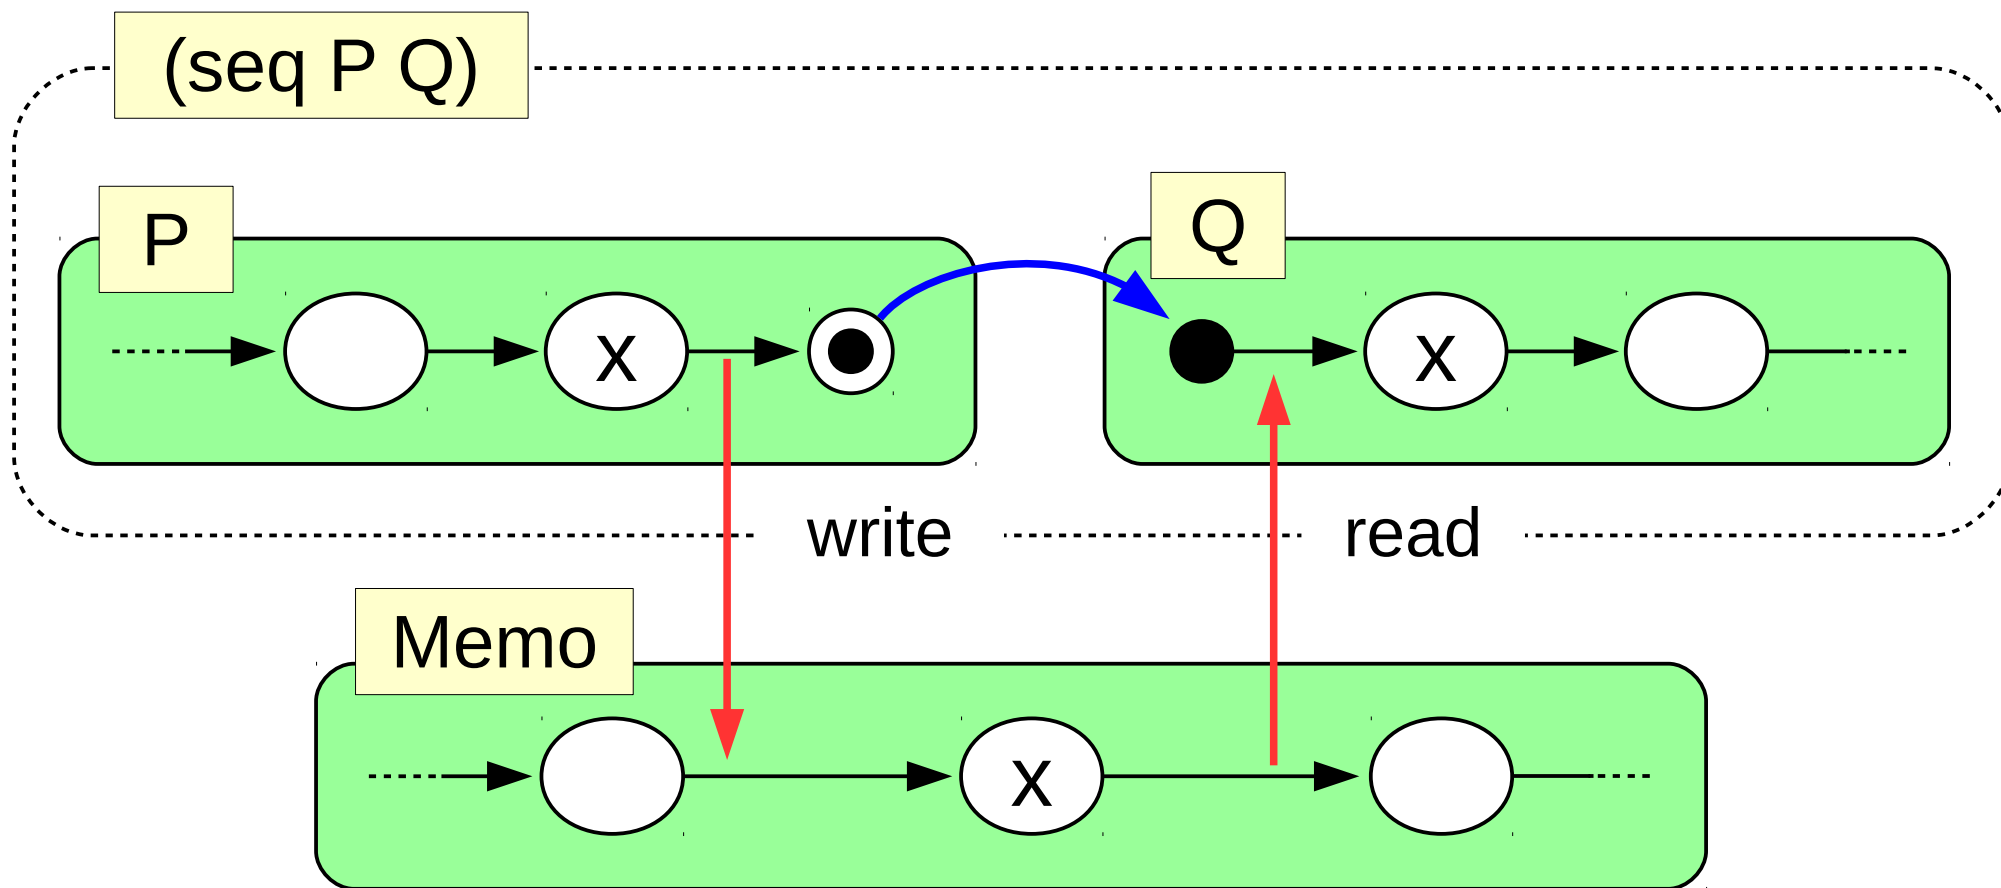 (seq P Q)
P
Q
x
x
write
read
Memo
x